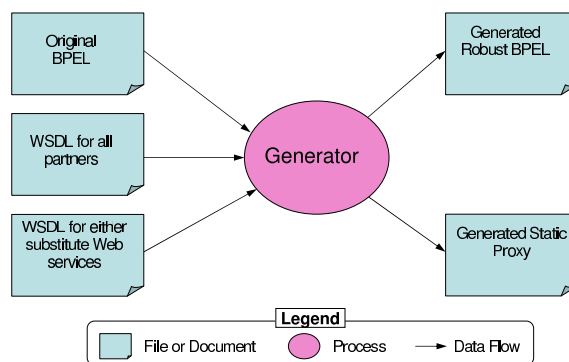 Original
BPEL
WSDL for all
partners
WSDL for either
substitute Web
services
Generator
Generated
Robust BPEL
Generated Static
Proxy
Legend
File or Document
Process
Data Flow